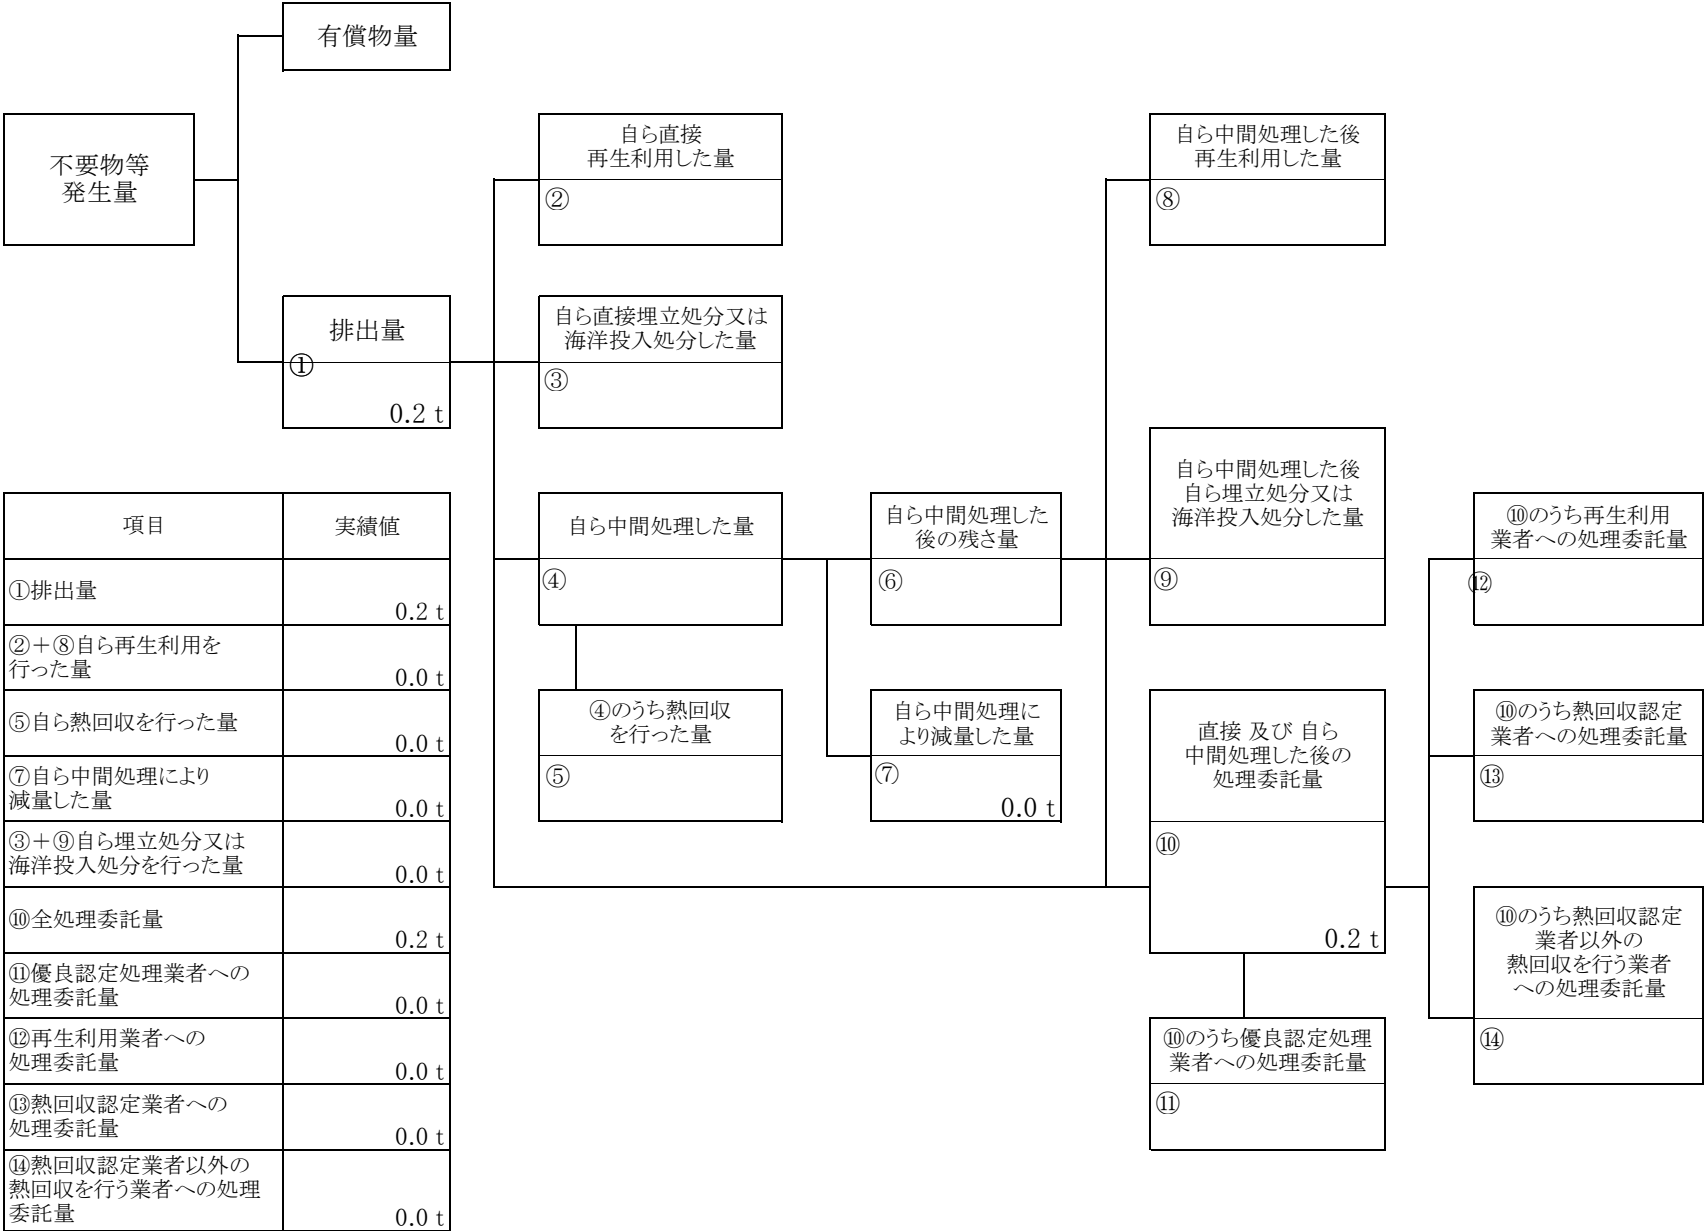 有償物量
不要物等
発生量
自ら直接
再生利用した量
②
自ら中間処理した後
再生利用した量
⑧
排出量
①
0.2 t
自ら直接埋立処分又は
海洋投入処分した量
③
自ら中間処理した量
④
自ら中間処理した
後の残さ量
⑥
自ら中間処理した後
自ら埋立処分又は
海洋投入処分した量
⑨
⑩のうち再生利用
業者への処理委託量
⑫
④のうち熱回収
を行った量
⑤
自ら中間処理に
より減量した量
⑦
0.0 t
直接 及び 自ら
中間処理した後の
処理委託量
⑩
0.2 t
⑩のうち熱回収認定
業者への処理委託量
⑬
⑩のうち熱回収認定
業者以外の
熱回収を行う業者
への処理委託量
⑭
⑩のうち優良認定処理
業者への処理委託量
⑪
項目
実績値
①排出量
0.2 t
②＋⑧自ら再生利用を
行った量
0.0 t
⑤自ら熱回収を行った量
0.0 t
⑦自ら中間処理により
減量した量
0.0 t
③＋⑨自ら埋立処分又は
海洋投入処分を行った量
0.0 t
⑩全処理委託量
0.2 t
⑪優良認定処理業者への
処理委託量
0.0 t
⑫再生利用業者への
処理委託量
0.0 t
⑬熱回収認定業者への
処理委託量
0.0 t
⑭熱回収認定業者以外の
熱回収を行う業者への処理
委託量
0.0 t